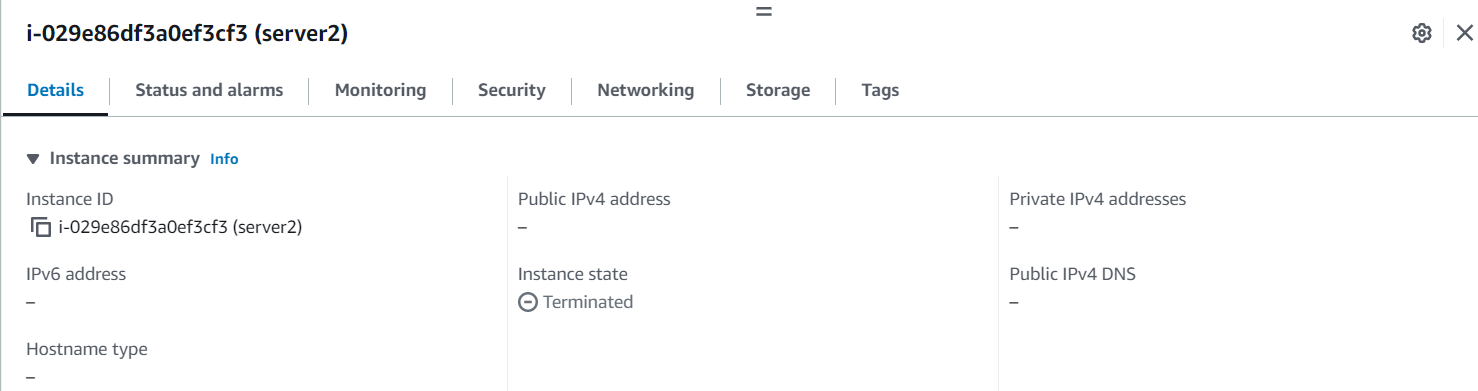 i-029e86df3a0ef3cf3 (server2)
Details
Status and alarms
Monitoring
Security
Networking
Storage
Tags
Instance summary Info
Instance ID
i-029e86df3a0ef3cf3 (server2)
Public IPv4 address
–
Private IPv4 addresses
–
IPv6 address
–
Instance state
Terminated
Public IPv4 DNS
–
Hostname type
–